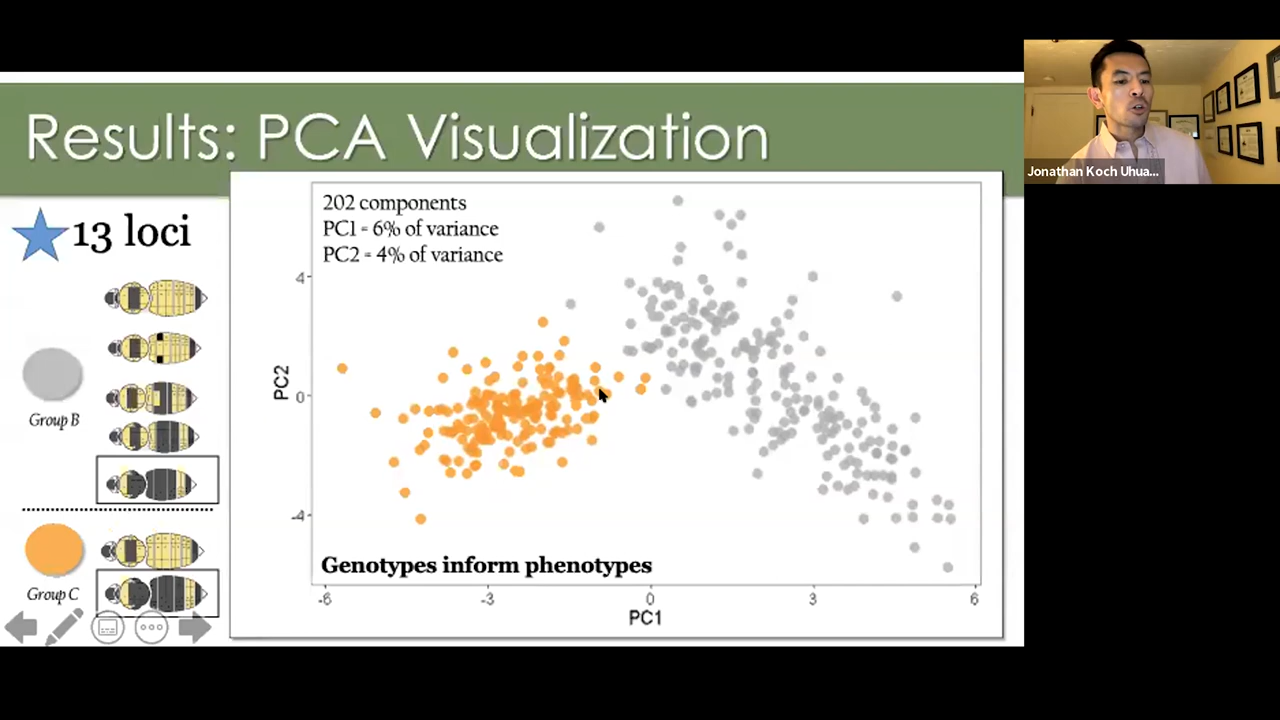 Results: PCA Visualization
13 loci
Group B
Group C
202 components
PC1 = 6% of variance
PC2 = 4% of variance
4
0
-4
PC2
Genotypes inform phenotypes
-6
-3
0
3
6
PC1
Jonathan Koch Uhua...